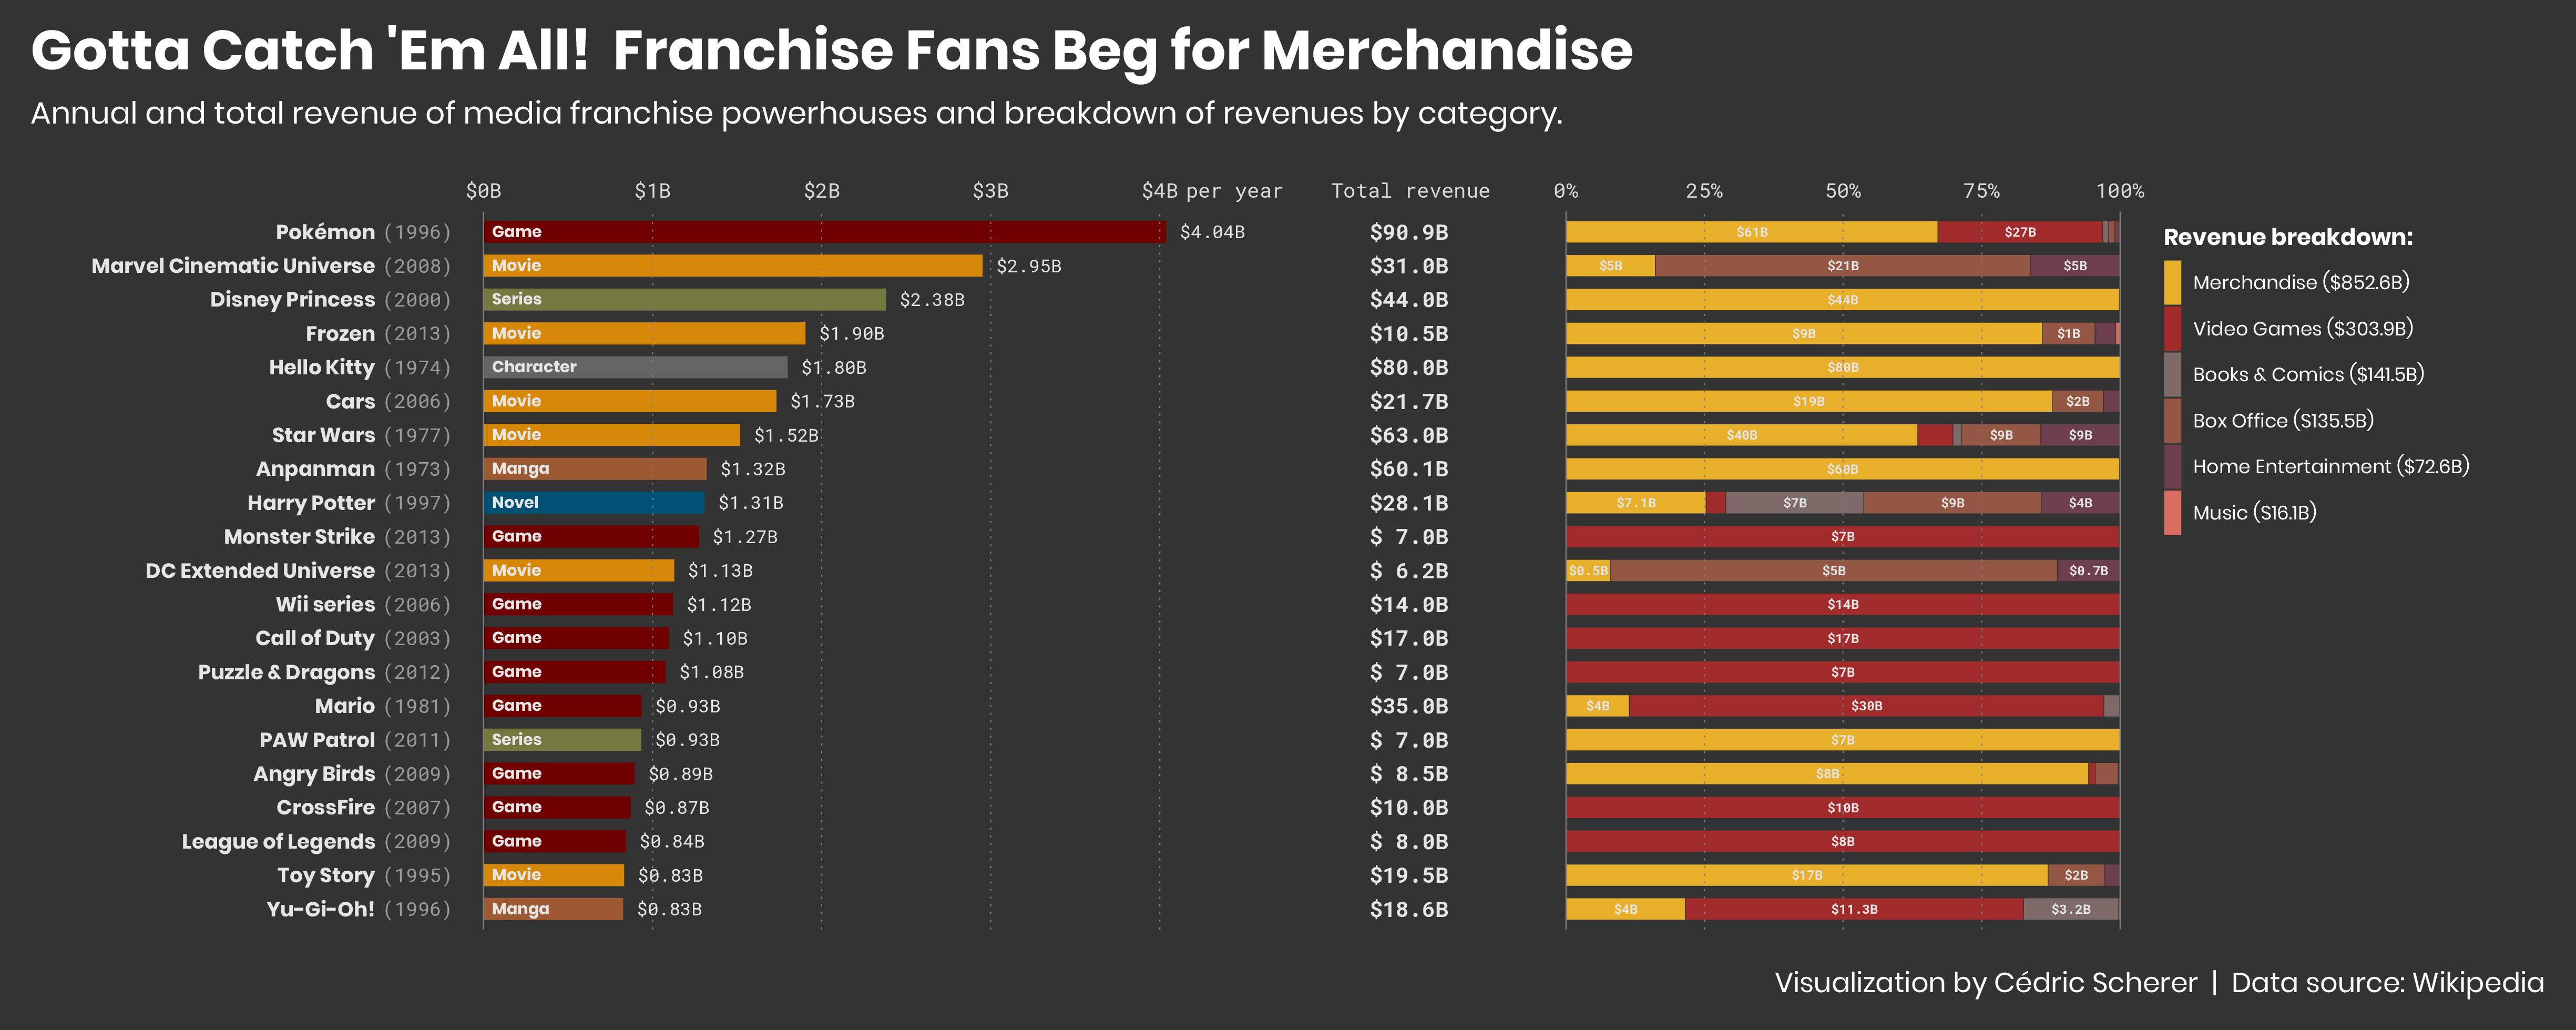 Gotta Catch 'Em All!  Franchise Fans Beg for Merchandise
Annual and total revenue of media franchise powerhouses and breakdown of revenues by category.
$0B $1B $2B $3B $4B per year Total revenue 0% 25% 50% 75% 100%
Pokémon (1996) Game $4.04B $90.9B $61B $27B
Marvel Cinematic Universe (2008) Movie $2.95B $31.0B $5B $21B $5B
Disney Princess (2000) Series $2.38B $44.0B $44B
Frozen (2013) Movie $1.90B $10.5B $9B $1B
Hello Kitty (1974) Character $1.80B $80.0B $80B
Cars (2006) Movie $1.73B $21.7B $19B $2B
Star Wars (1977) Movie $1.52B $63.0B $40B $9B $9B
Anpanman (1973) Manga $1.32B $60.1B $60B
Harry Potter (1997) Novel $1.31B $28.1B $7.1B $7B $9B $4B
Monster Strike (2013) Game $1.27B $ 7.0B $7B
DC Extended Universe (2013) Movie $1.13B $ 6.2B $0.5B $5B $0.7B
Wii series (2006) Game $1.12B $14.0B $14B
Call of Duty (2003) Game $1.10B $17.0B $17B
Puzzle & Dragons (2012) Game $1.08B $ 7.0B $7B
Mario (1981) Game $0.93B $35.0B $4B $30B
PAW Patrol (2011) Series $0.93B $ 7.0B $7B
Angry Birds (2009) Game $0.89B $ 8.5B $8B
CrossFire (2007) Game $0.87B $10.0B $10B
League of Legends (2009) Game $0.84B $ 8.0B $8B
Toy Story (1995) Movie $0.83B $19.5B $17B $2B
Yu-Gi-Oh! (1996) Manga $0.83B $18.6B $4B $11.3B $3.2B
Revenue breakdown:
Merchandise ($852.6B)
Video Games ($303.9B)
Books & Comics ($141.5B)
Box Office ($135.5B)
Home Entertainment ($72.6B)
Music ($16.1B)
Visualization by Cédric Scherer | Data source: Wikipedia